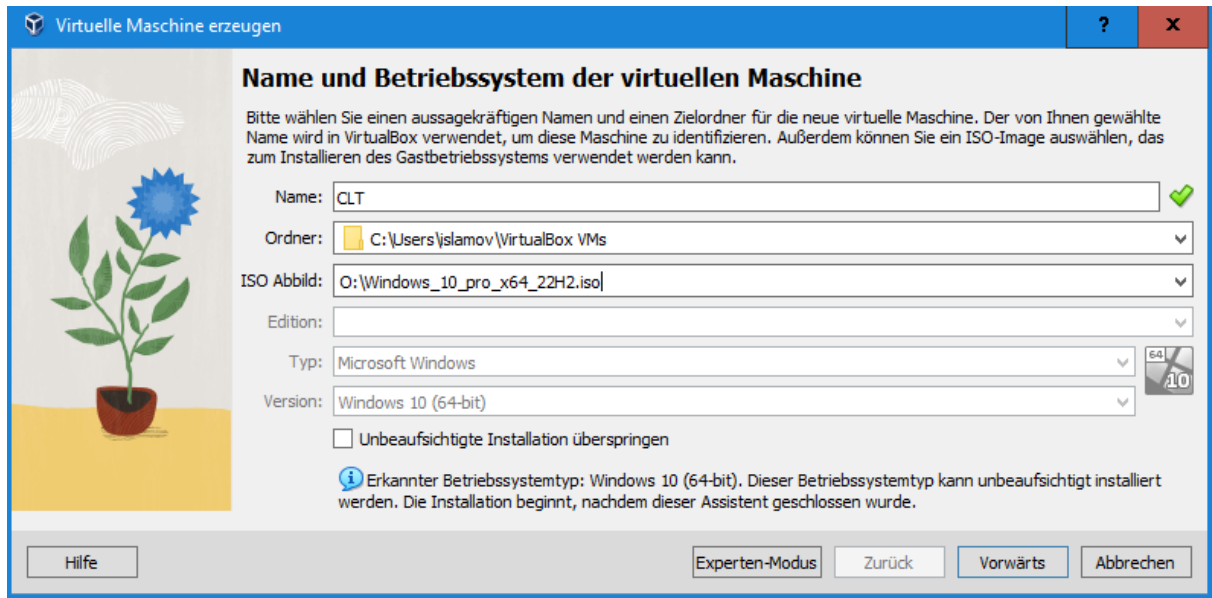 Virtuelle Maschine erzeugen
?
x
Name und Betriebssystem der virtuellen Maschine
Bitte wählen Sie einen aussagekräftigen Namen und einen Zielordner für die neue virtuelle Maschine. Der von Ihnen gewählte
Name wird in VirtualBox verwendet, um diese Maschine zu identifizieren. Außerdem können Sie ein ISO-Image auswählen, das
zum Installieren des Gastbetriebssystems verwendet werden kann.
Name: CLT
Ordner: C:\Users\islamov\VirtualBox VMs
ISO Abbild: O:\Windows_10_pro_x64_22H2.iso
Edition:
Typ: Microsoft Windows
64
10
Version: Windows 10 (64-bit)
Unbeaufsichtigte Installation überspringen
Erkannter Betriebssystemtyp: Windows 10 (64-bit). Dieser Betriebssystemtyp kann unbeaufsichtigt installiert
werden. Die Installation beginnt, nachdem dieser Assistent geschlossen wurde.
Hilfe Experten-Modus Zurück Vorwärts Abbrechen